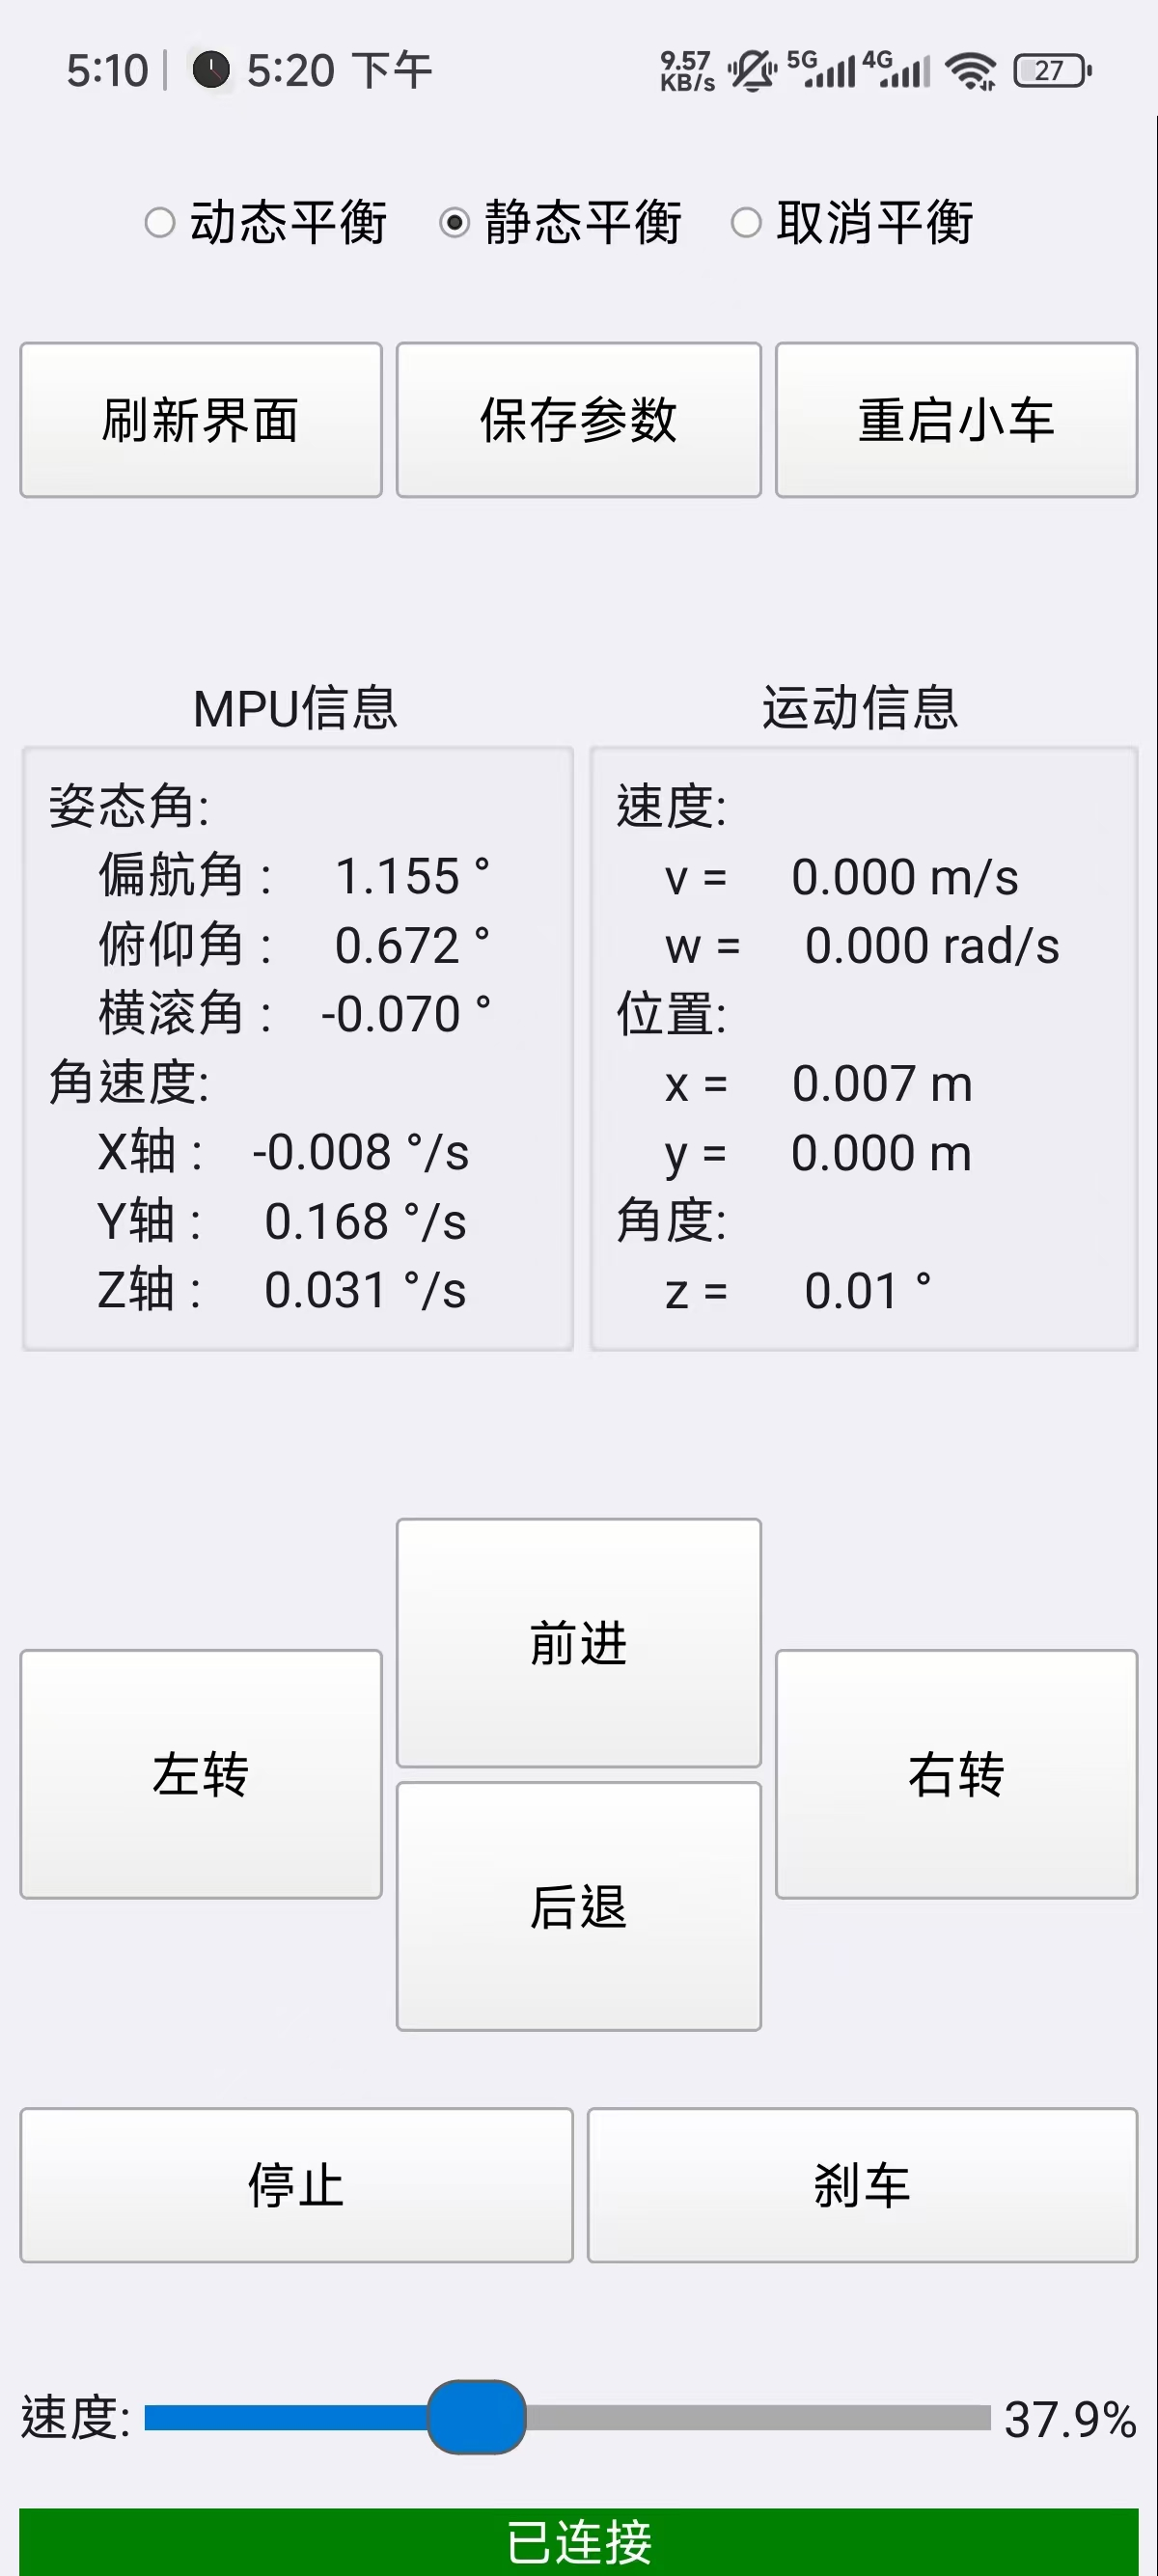 5:10 5:20 下午 9.57 KB/s 5G 4G 27
动态平衡 静态平衡 取消平衡
刷新界面 保存参数 重启小车
MPU信息 运动信息
姿态角: 速度:
偏航角 : 1.155 ° v = 0.000 m/s
俯仰角 : 0.672 ° w = 0.000 rad/s
横滚角 : -0.070 ° 位置:
角速度: x = 0.007 m
X轴 : -0.008 °/s y = 0.000 m
Y轴 : 0.168 °/s 角度:
Z轴 : 0.031 °/s z = 0.01 °
前进
左转 右转
后退
停止 刹车
速度: 37.9%
已连接